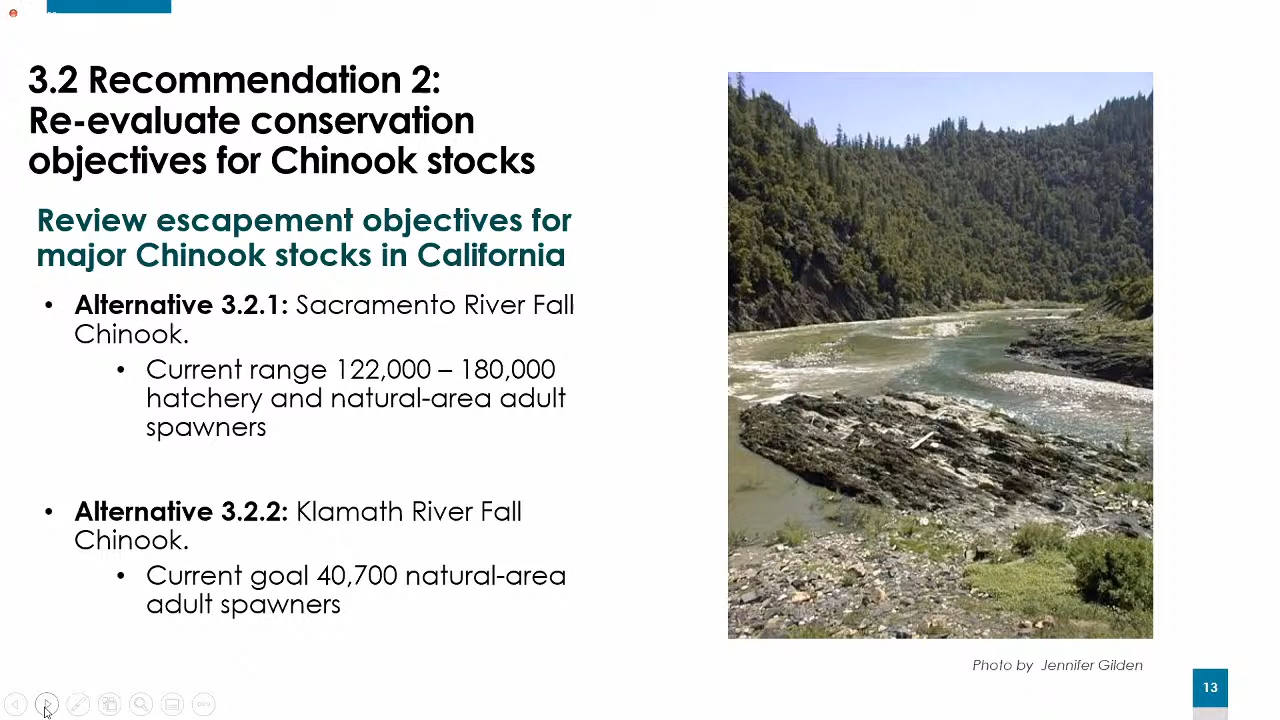 3.2 Recommendation 2:
Re-evaluate conservation
objectives for Chinook stocks
Review escapement objectives for
major Chinook stocks in California
• Alternative 3.2.1: Sacramento River Fall
Chinook.
• Current range 122,000 – 180,000
hatchery and natural-area adult
spawners
• Alternative 3.2.2: Klamath River Fall
Chinook.
• Current goal 40,700 natural-area
adult spawners
Photo by Jennifer Gilden
13